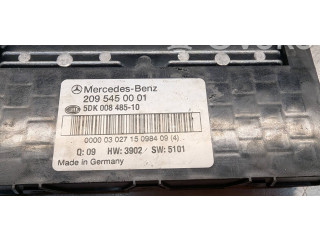 Mercedes-Benz
209 545 00 01
5DK 008 485-10
0000 03 027 15 0984 09 (4)
Q: 09 HW: 3902 SW: 5101
Made in Germany